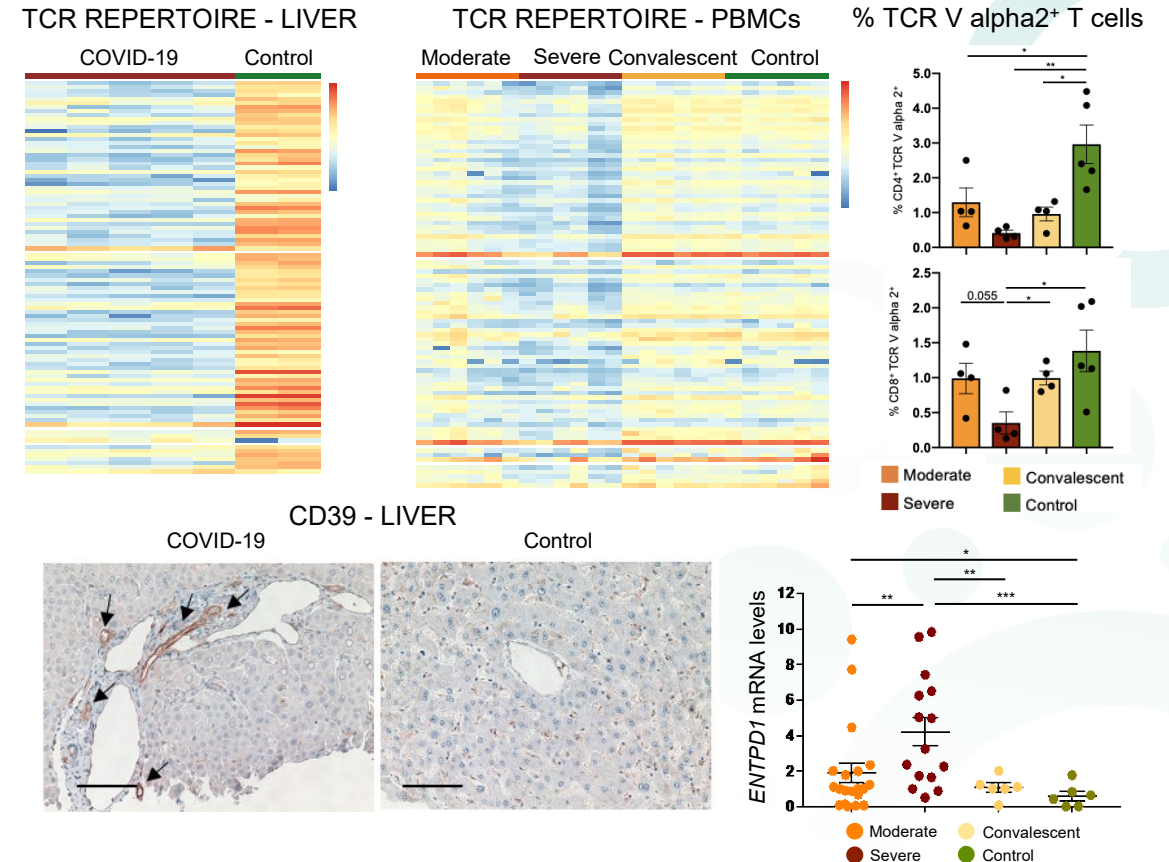 TCR REPERTOIRE - LIVER
COVID-19 Control
TCR REPERTOIRE - PBMCs
Moderate Severe Convalescent Control
% TCR V alpha2⁺ T cells
*
**
*
% CD4⁺ TCR V alpha 2⁺
5.0
4.0
3.0
2.0
1.0
0.0
*
0.055 *
% CD8⁺ TCR V alpha 2⁺
2.5
2.0
1.5
1.0
0.5
0.0
Moderate Convalescent
Severe Control
CD39 - LIVER
COVID-19 Control
*
**
** ***
ENTPD1 mRNA levels
12
10
8
6
4
2
0
Moderate Convalescent
Severe Control